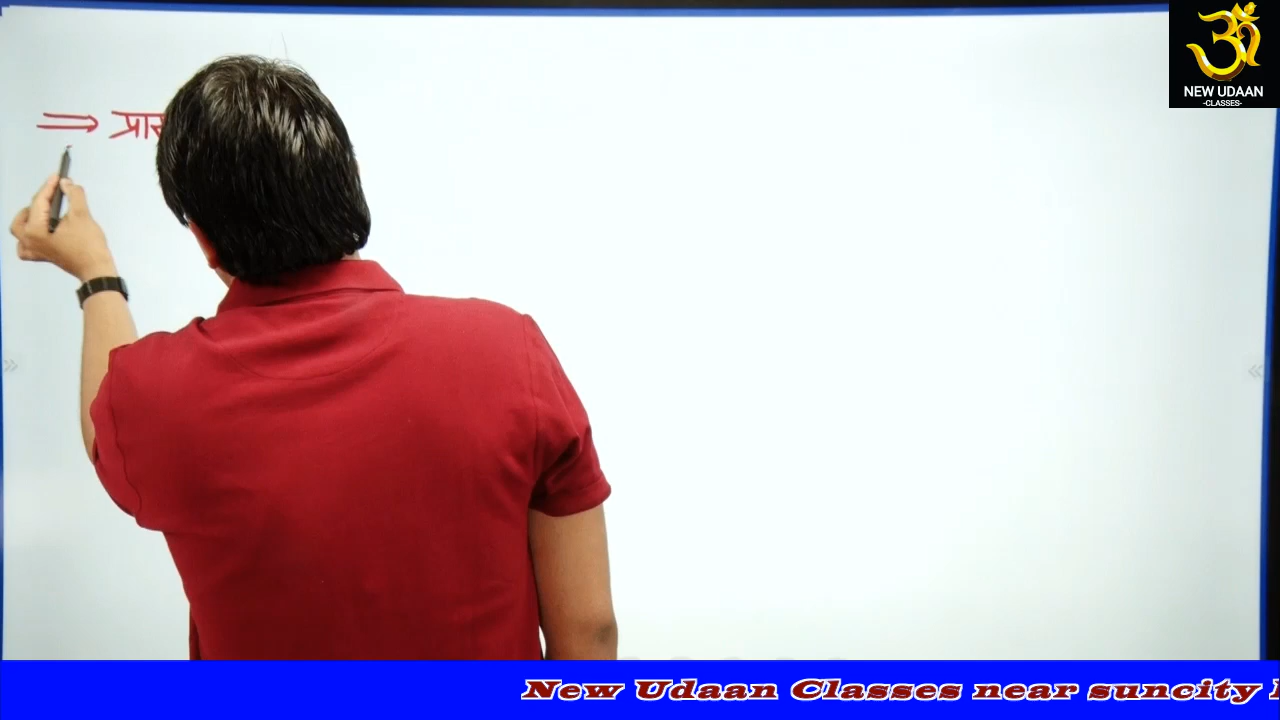 ⇒ प्रा
NEW UDAAN
-CLASSES-
New Udaan Classes near suncity